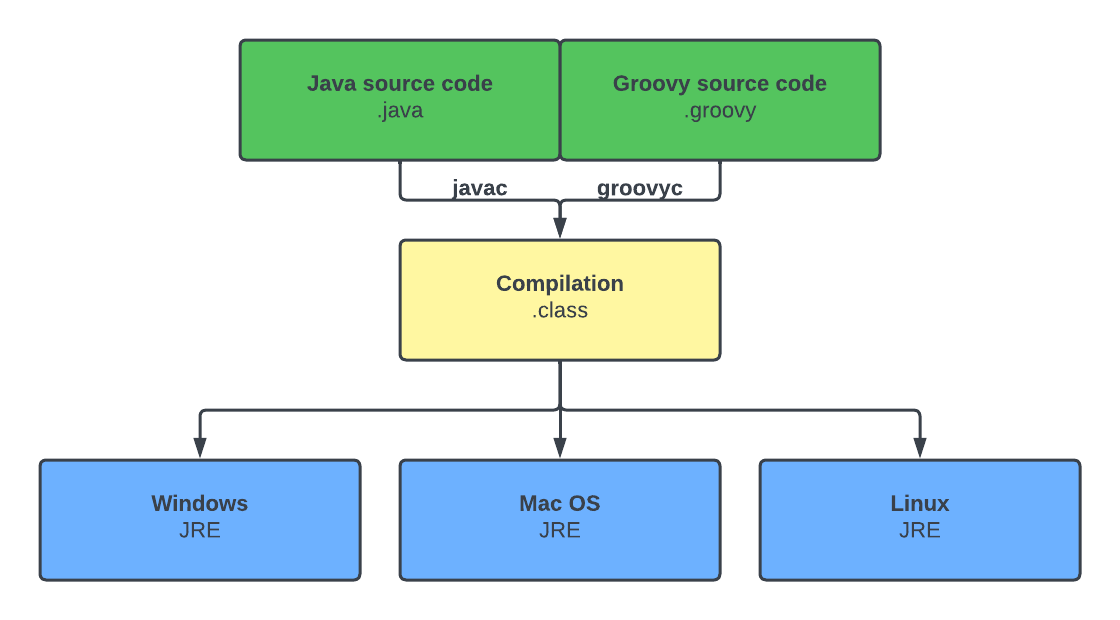 Java source code
.java
Groovy source code
.groovy
javac
groovyc
Compilation
.class
Windows
JRE
Mac OS
JRE
Linux
JRE